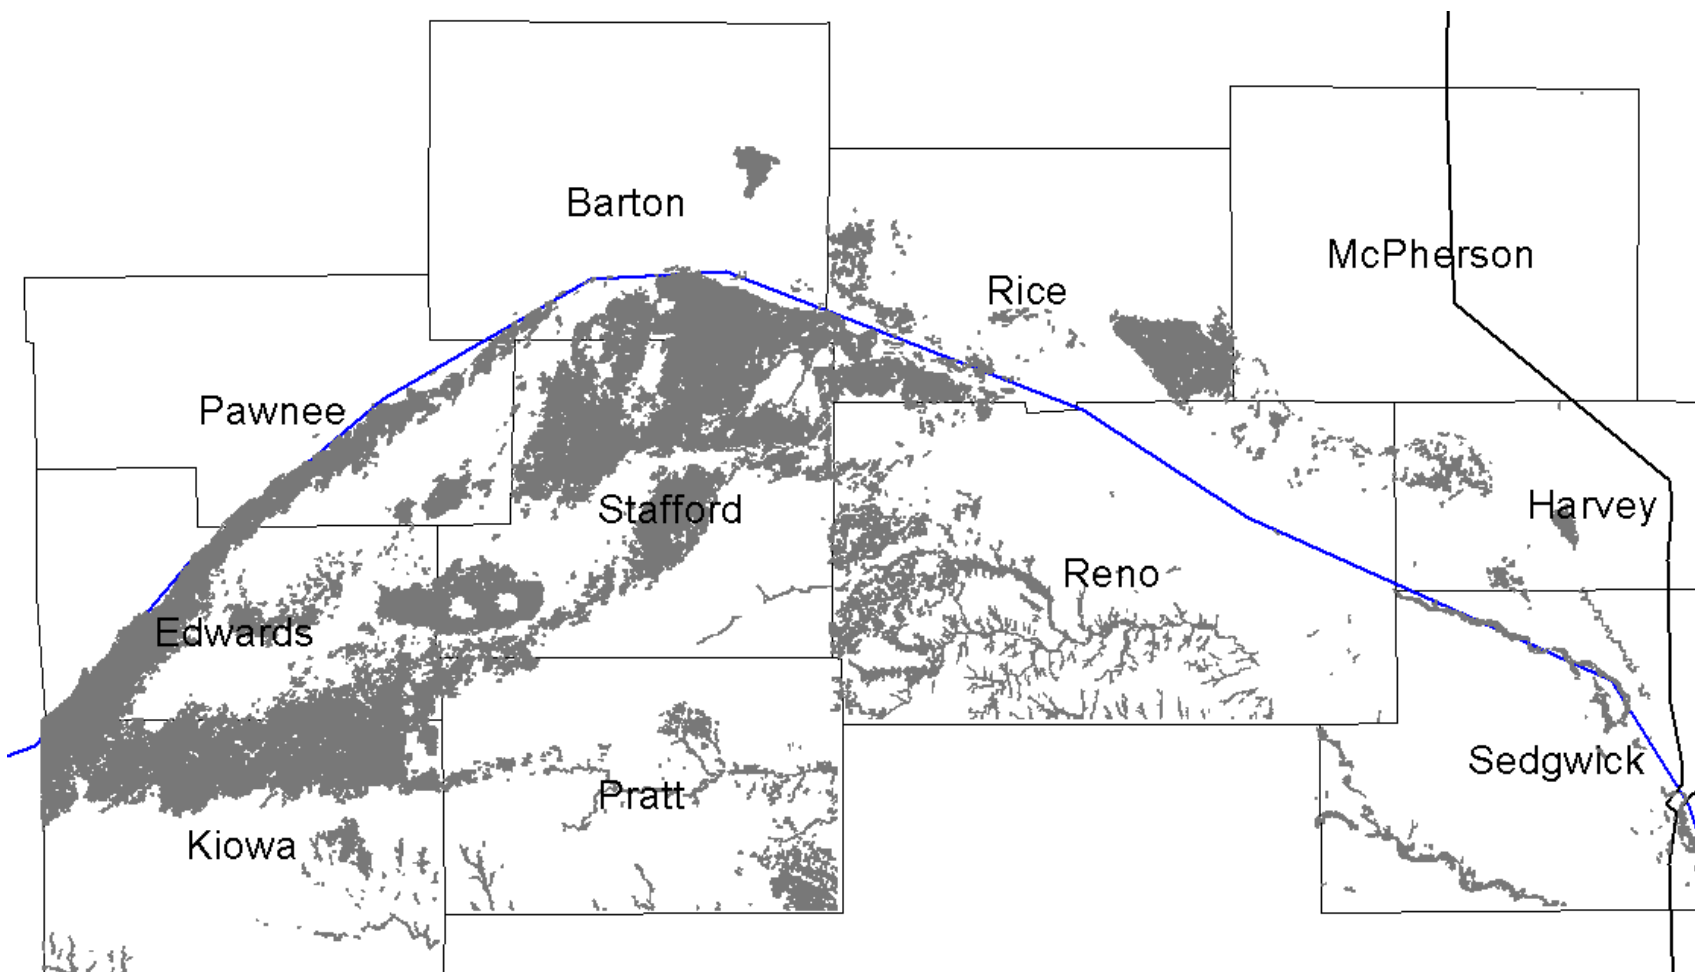 Barton
McPherson
Rice
Pawnee
Stafford
Harvey
Reno
Edwards
Sedgwick
Pratt
Kiowa